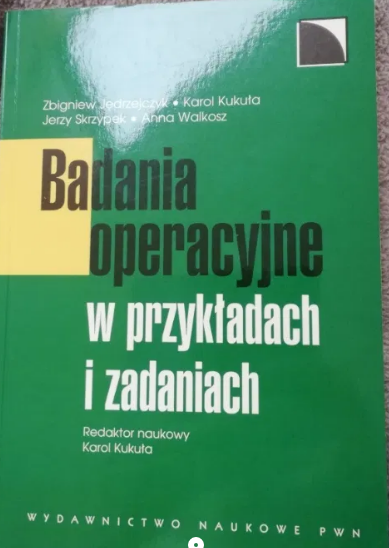 Zbigniew Jędrzejczyk • Karol Kukuła
Jerzy Skrzypek • Anna Walkosz
Badania
operacyjne
w przykładach
i zadaniach
Redaktor naukowy
Karol Kukuła
WYDAWNICTWO NAUKOWE PWN